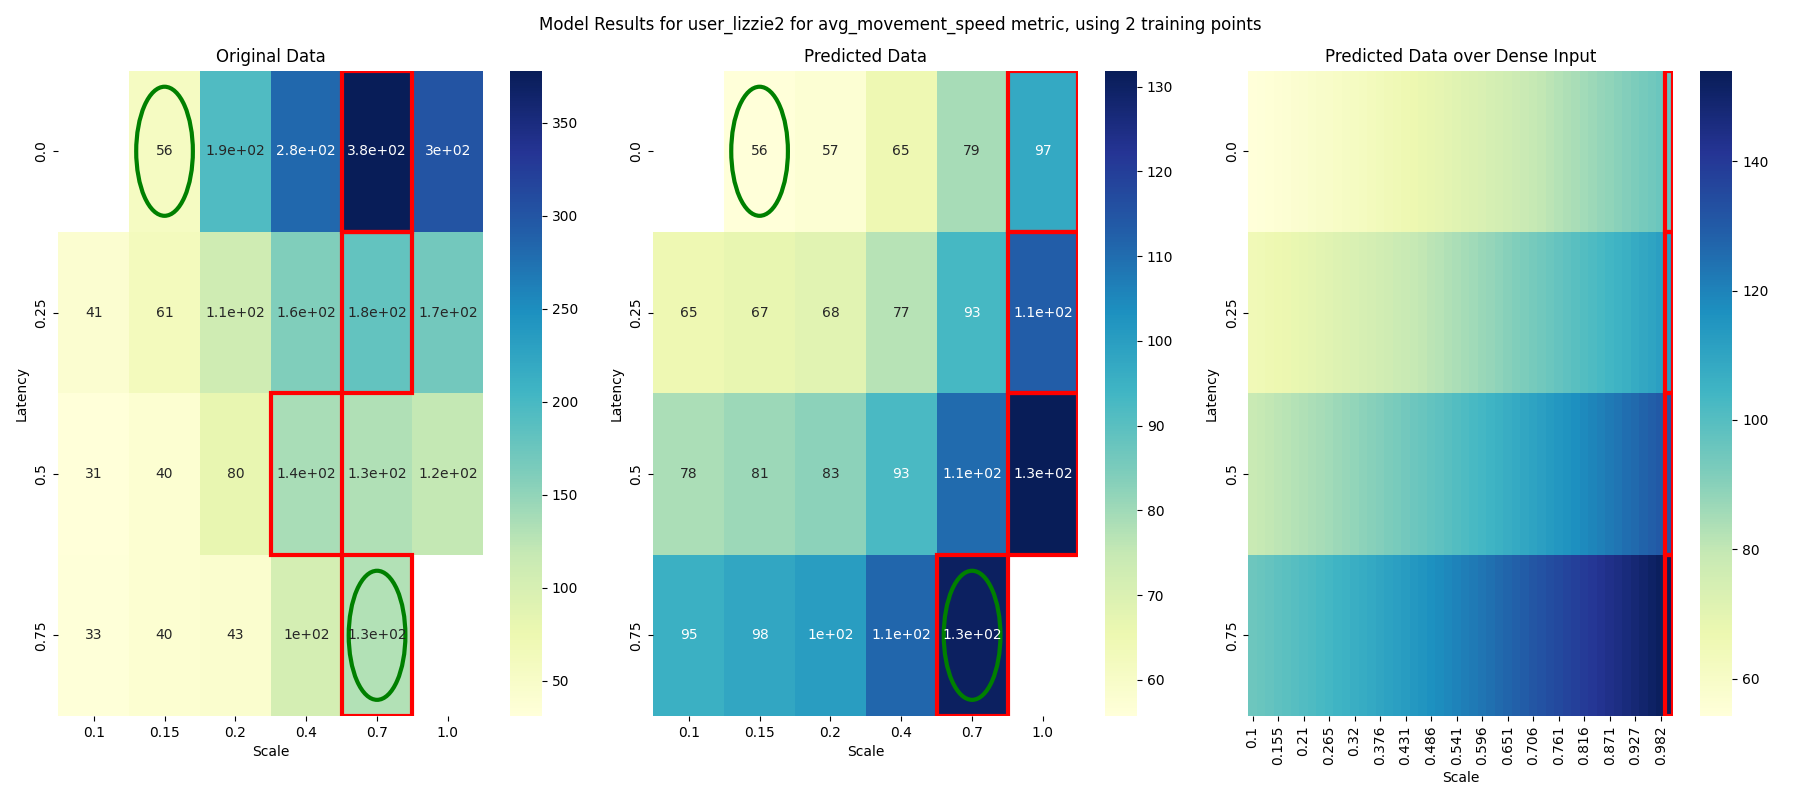 Model Results for user_lizzie2 for avg_movement_speed metric, using 2 training points
Original Data
56 1.9e+02 2.8e+02 3.8e+02 3e+02
41 61 1.1e+02 1.6e+02 1.8e+02 1.7e+02
31 40 80 1.4e+02 1.3e+02 1.2e+02
33 40 43 1e+02 1.3e+02
0.0
0.25
0.5
0.75
Latency
0.1 0.15 0.2 0.4 0.7 1.0
Scale
350
300
250
200
150
100
50
Predicted Data
56 57 65 79 97
65 67 68 77 93 1.1e+02
78 81 83 93 1.1e+02 1.3e+02
95 98 1e+02 1.1e+02 1.3e+02
0.0
0.25
0.5
0.75
Latency
0.1 0.15 0.2 0.4 0.7 1.0
Scale
130
120
110
100
90
80
70
60
Predicted Data over Dense Input
0.0
0.25
0.5
0.75
Latency
0.1 0.155 0.21 0.265 0.32 0.376 0.431 0.486 0.541 0.596 0.651 0.706 0.761 0.816 0.871 0.927 0.982
Scale
140
120
100
80
60